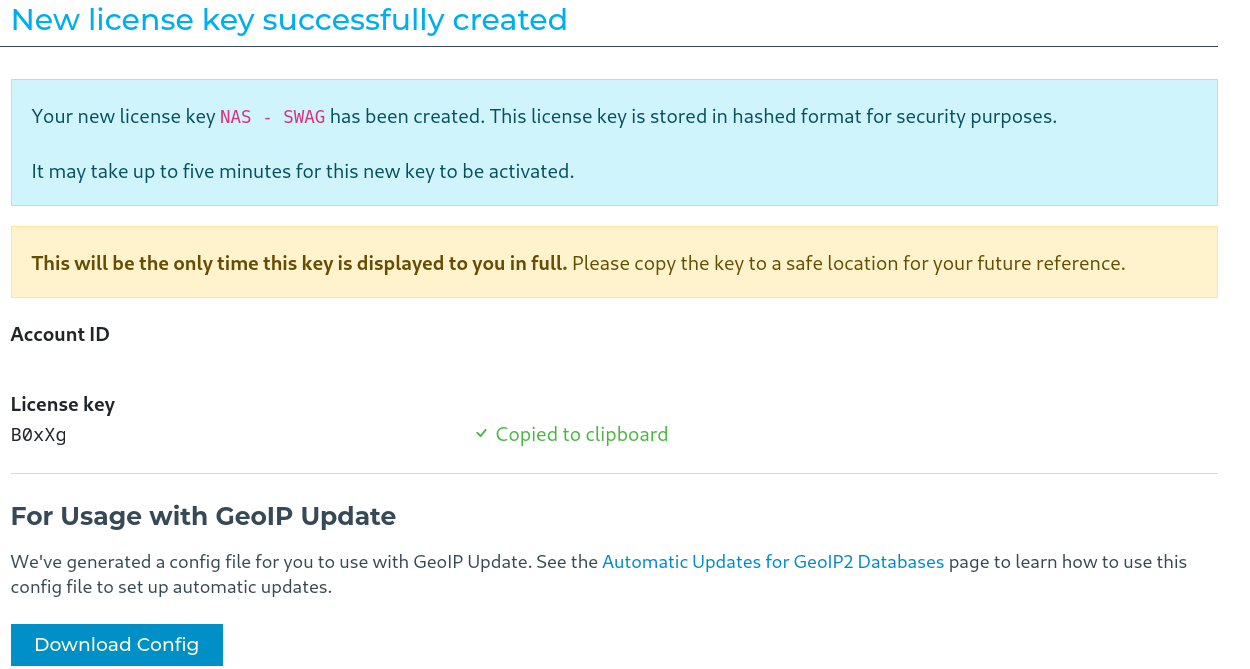 New license key successfully created
Your new license key NAS - SWAG has been created. This license key is stored in hashed format for security purposes.
It may take up to five minutes for this new key to be activated.
This will be the only time this key is displayed to you in full. Please copy the key to a safe location for your future reference.
Account ID
License key
B0xXg
Copied to clipboard
For Usage with GeoIP Update
We've generated a config file for you to use with GeoIP Update. See the Automatic Updates for GeoIP2 Databases page to learn how to use this
config file to set up automatic updates.
Download Config